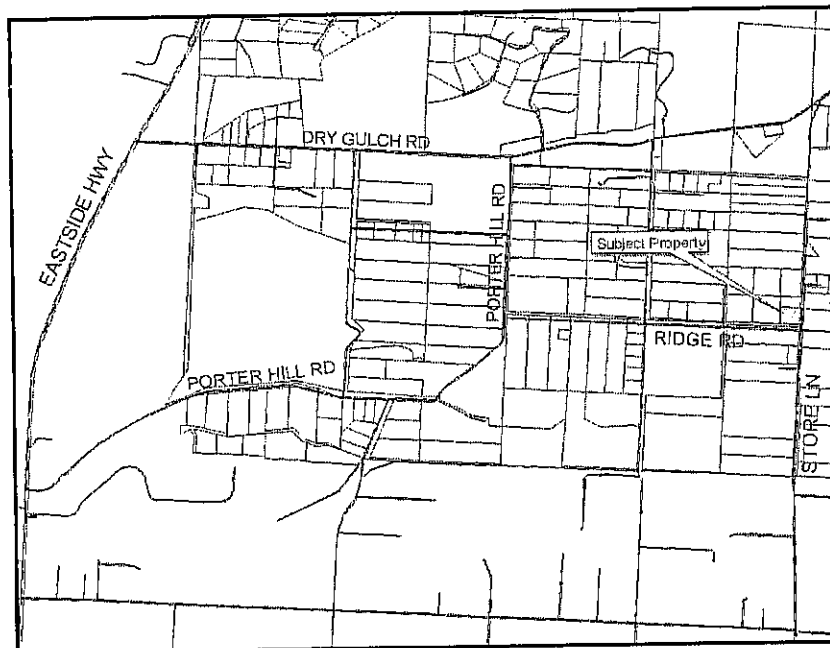 DRY GULCH RD
EASTSIDE HWY
PORTER HILL RD
Subject Property
RIDGE RD
PORTER HILL RD
STORE LN